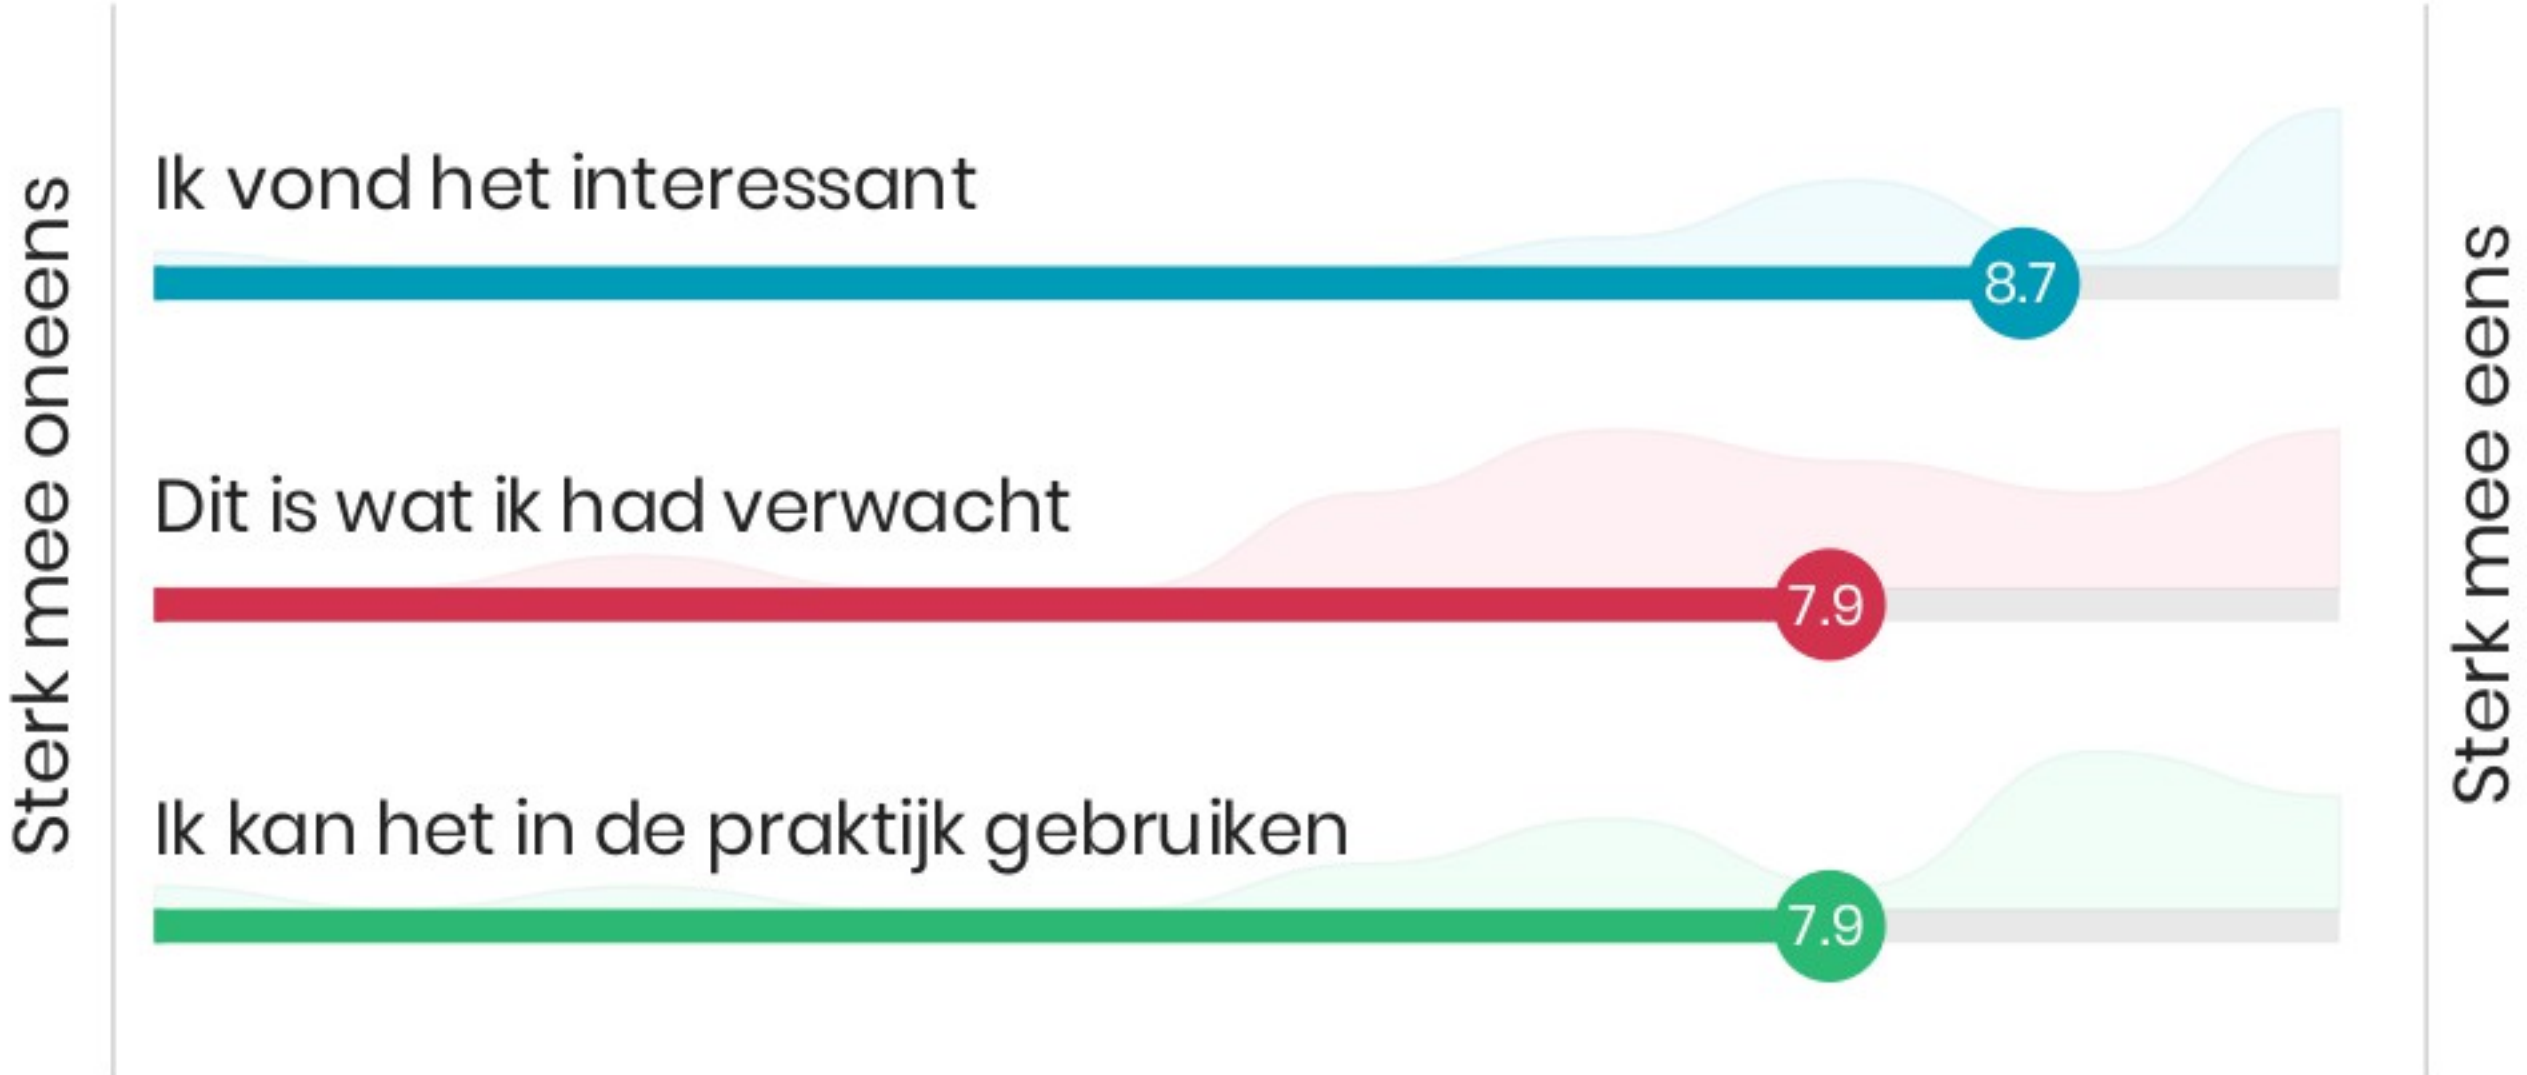 Sterk mee oneens
Ik vond het interessant
8.7
Dit is wat ik had verwacht
7.9
Ik kan het in de praktijk gebruiken
7.9
Sterk mee eens